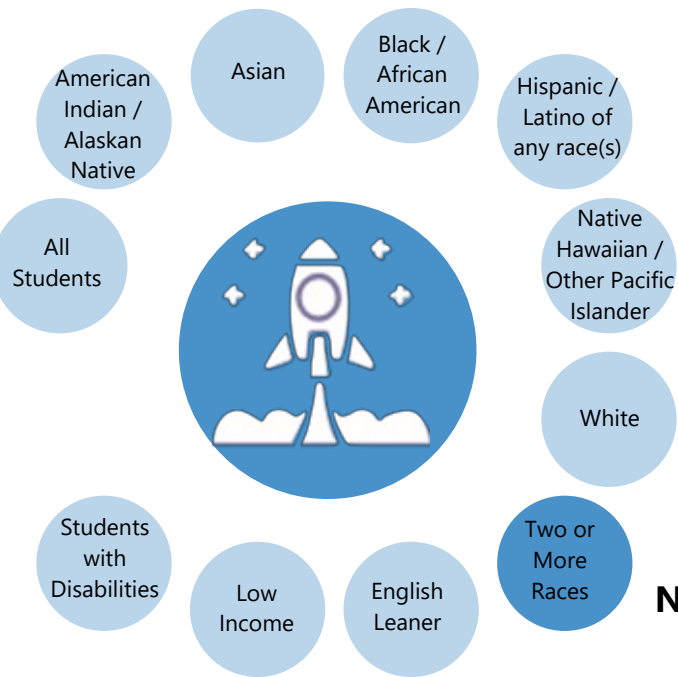 All
Students
American
Indian /
Alaskan
Native
Asian
Black /
African
American
Hispanic /
Latino of
any race(s)
Native
Hawaiian /
Other Pacific
Islander
White
Two or
More
Races
N
English
Leaner
Low
Income
Students
with
Disabilities